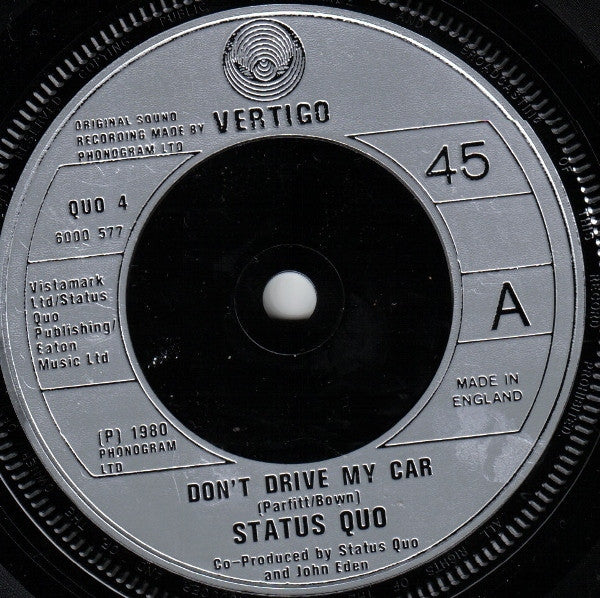 VERTIGO
ORIGINAL SOUND
RECORDING MADE BY
PHONOGRAM LTD
45
QUO 4
6000 577
A
Vistamark
Ltd/Status
Quo
Publishing/
Eaton
Music Ltd
MADE IN
ENGLAND
(P) 1980
PHONOGRAM
LTD
DON'T DRIVE MY CAR
(Parfitt/Bown)
STATUS QUO
Co-Produced by Status Quo
and John Eden